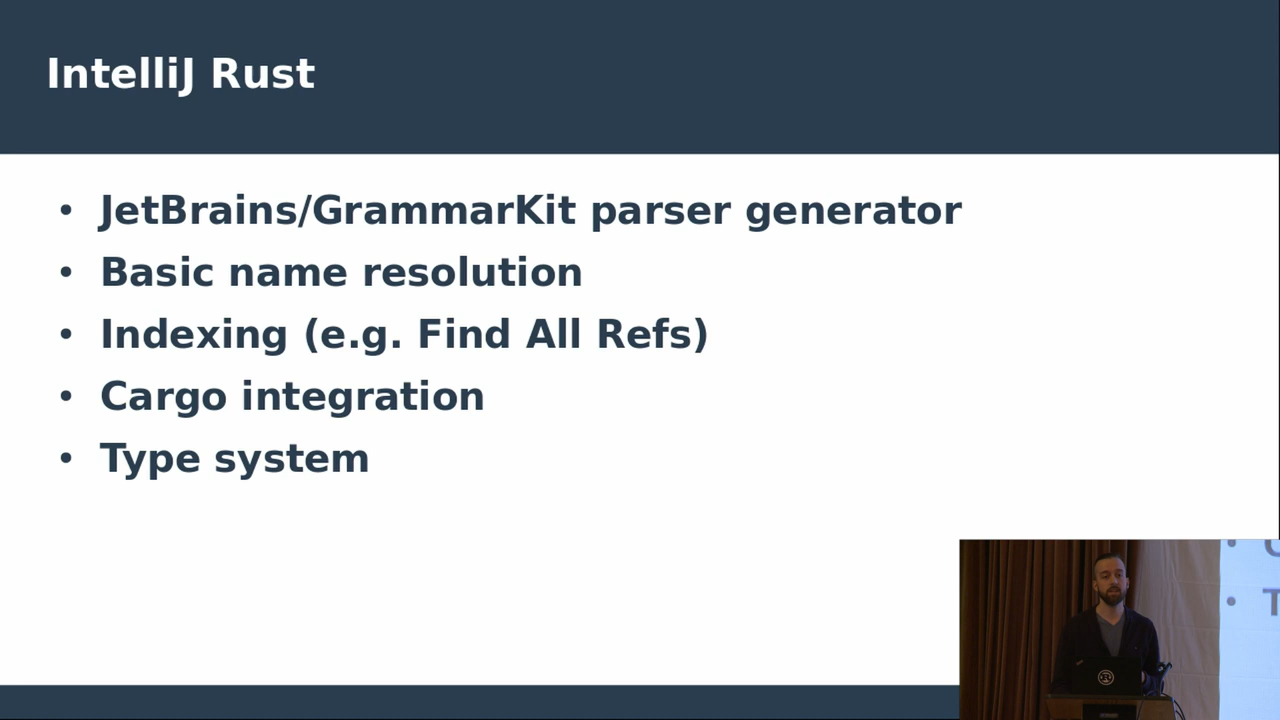 IntelliJ Rust
• JetBrains/GrammarKit parser generator
• Basic name resolution
• Indexing (e.g. Find All Refs)
• Cargo integration
• Type system
• C
• T